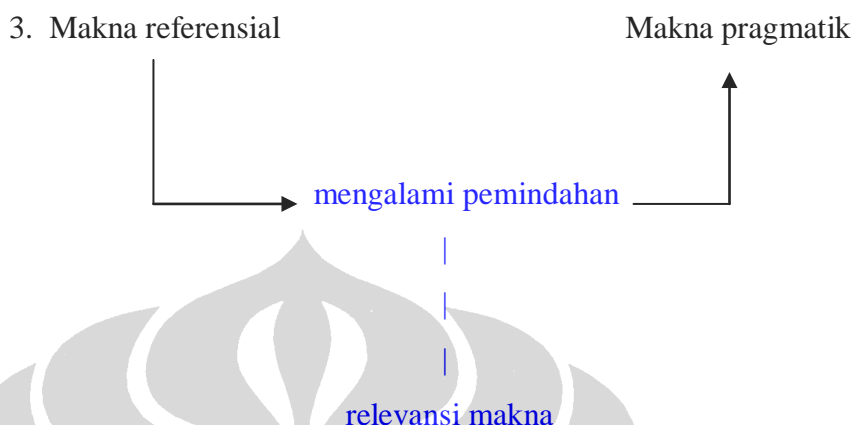 3. Makna referensial Makna pragmatik
mengalami pemindahan
relevansi makna